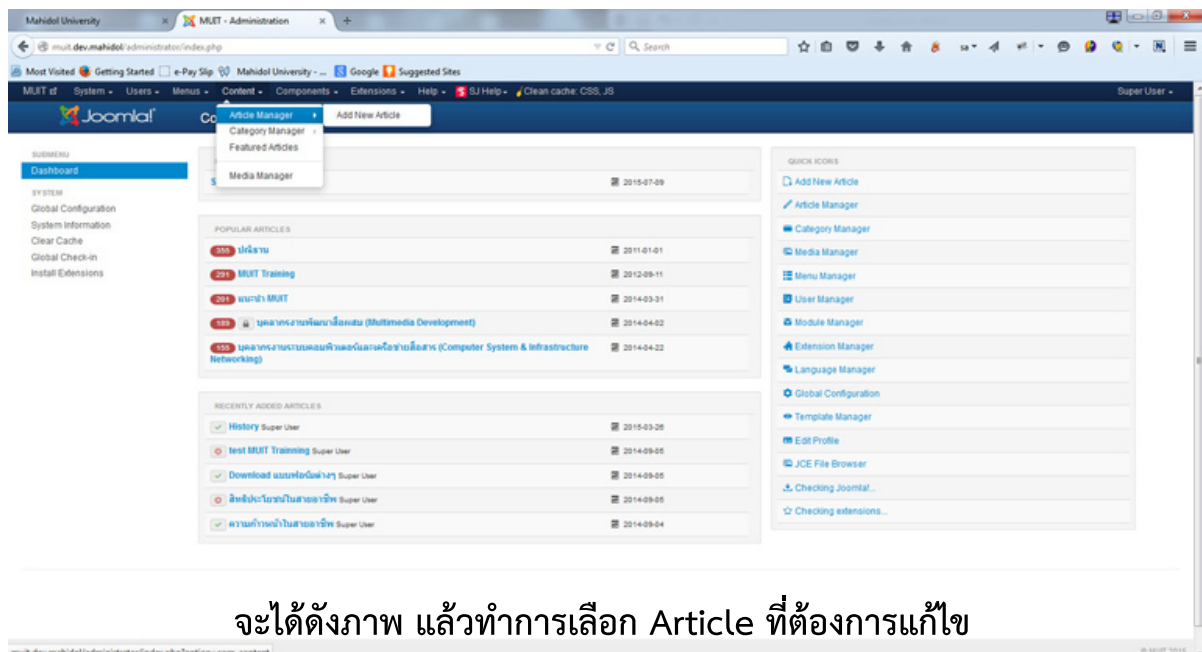 Mahidol University
MUIT - Administration
muit.dev.mahidol/administrator/index.php
Search
Most Visited Getting Started e-Pay Slip Mahidol University - ... Google Suggested Sites
MUIT System Users Menus Content Components Extensions Help SJ Help Clean cache: CSS, JS Super User
Joomla!
Co
Article Manager
Add New Article
Category Manager
Featured Articles
Media Manager
SUBMENU
Dashboard
SYSTEM
Global Configuration
System Information
Clear Cache
Global Check-in
Install Extensions
S 2015-07-09
POPULAR ARTICLES
355 ปณิธาน 2011-01-01
291 MUIT Training 2012-09-11
201 แนะนำ MUIT 2014-03-31
บุคลากรงานพัฒนาสื่อผสม (Multimedia Development) 2014-04-02
155 บุคลากรงานระบบคอมพิวเตอร์และเครือข่ายสื่อสาร (Computer System & Infrastructure 2014-04-22
Networking)
RECENTLY ADDED ARTICLES
History Super User 2015-03-26
test MUIT Trainning Super User 2014-09-05
Download แบบฟอร์มต่างๆ Super User 2014-09-05
สิทธิประโยชน์ในสายอาชีพ Super User 2014-09-05
ความก้าวหน้าในสายอาชีพ Super User 2014-09-04
QUICK ICONS
Add New Article
Article Manager
Category Manager
Media Manager
Menu Manager
User Manager
Module Manager
Extension Manager
Language Manager
Global Configuration
Template Manager
Edit Profile
JCE File Browser
Checking Joomla!...
Checking extensions...
จะได้ดังภาพ แล้วทำการเลือก Article ที่ต้องการแก้ไข
© MUIT 2015